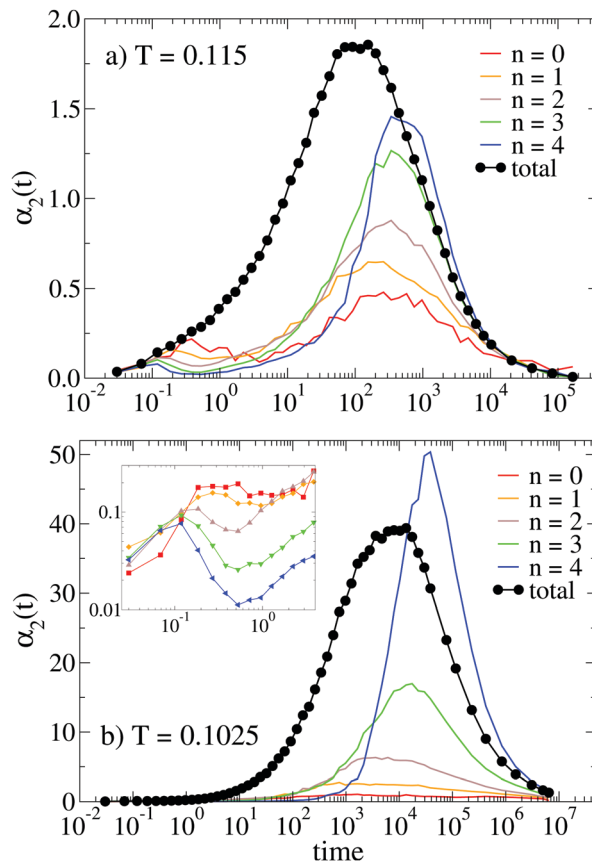 2.0
a) T = 0.115
n = 0
n = 1
1.5
n = 2
n = 3
n = 4
total
α₂(t)
1.0
0.5
0.0
10⁻² 10⁻¹ 10⁰ 10¹ 10² 10³ 10⁴ 10⁵
50
n = 0
n = 1
0.1
n = 2
40
n = 3
n = 4
total
30
0.01
10⁻¹ 10⁰
α₂(t)
20
10
b) T = 0.1025
0
10⁻² 10⁻¹ 10⁰ 10¹ 10² 10³ 10⁴ 10⁵ 10⁶ 10⁷
time